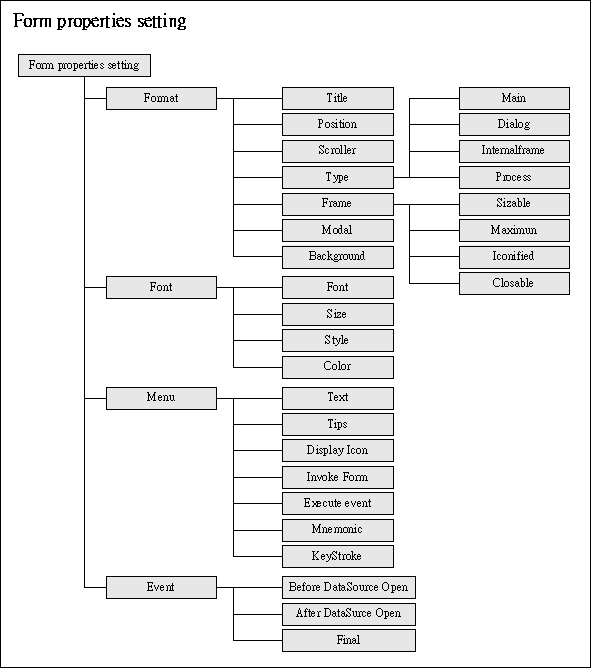 Form properties setting
Form properties setting
Format
Title
Position
Scroller
Type
Main
Dialog
Internalframe
Process
Frame
Sizable
Maximun
Iconified
Closable
Modal
Background
Font
Font
Size
Style
Color
Menu
Text
Tips
Display Icon
Invoke Form
Execute event
Mnemonic
KeyStroke
Event
Before DataSource Open
After DataSurce Open
Final